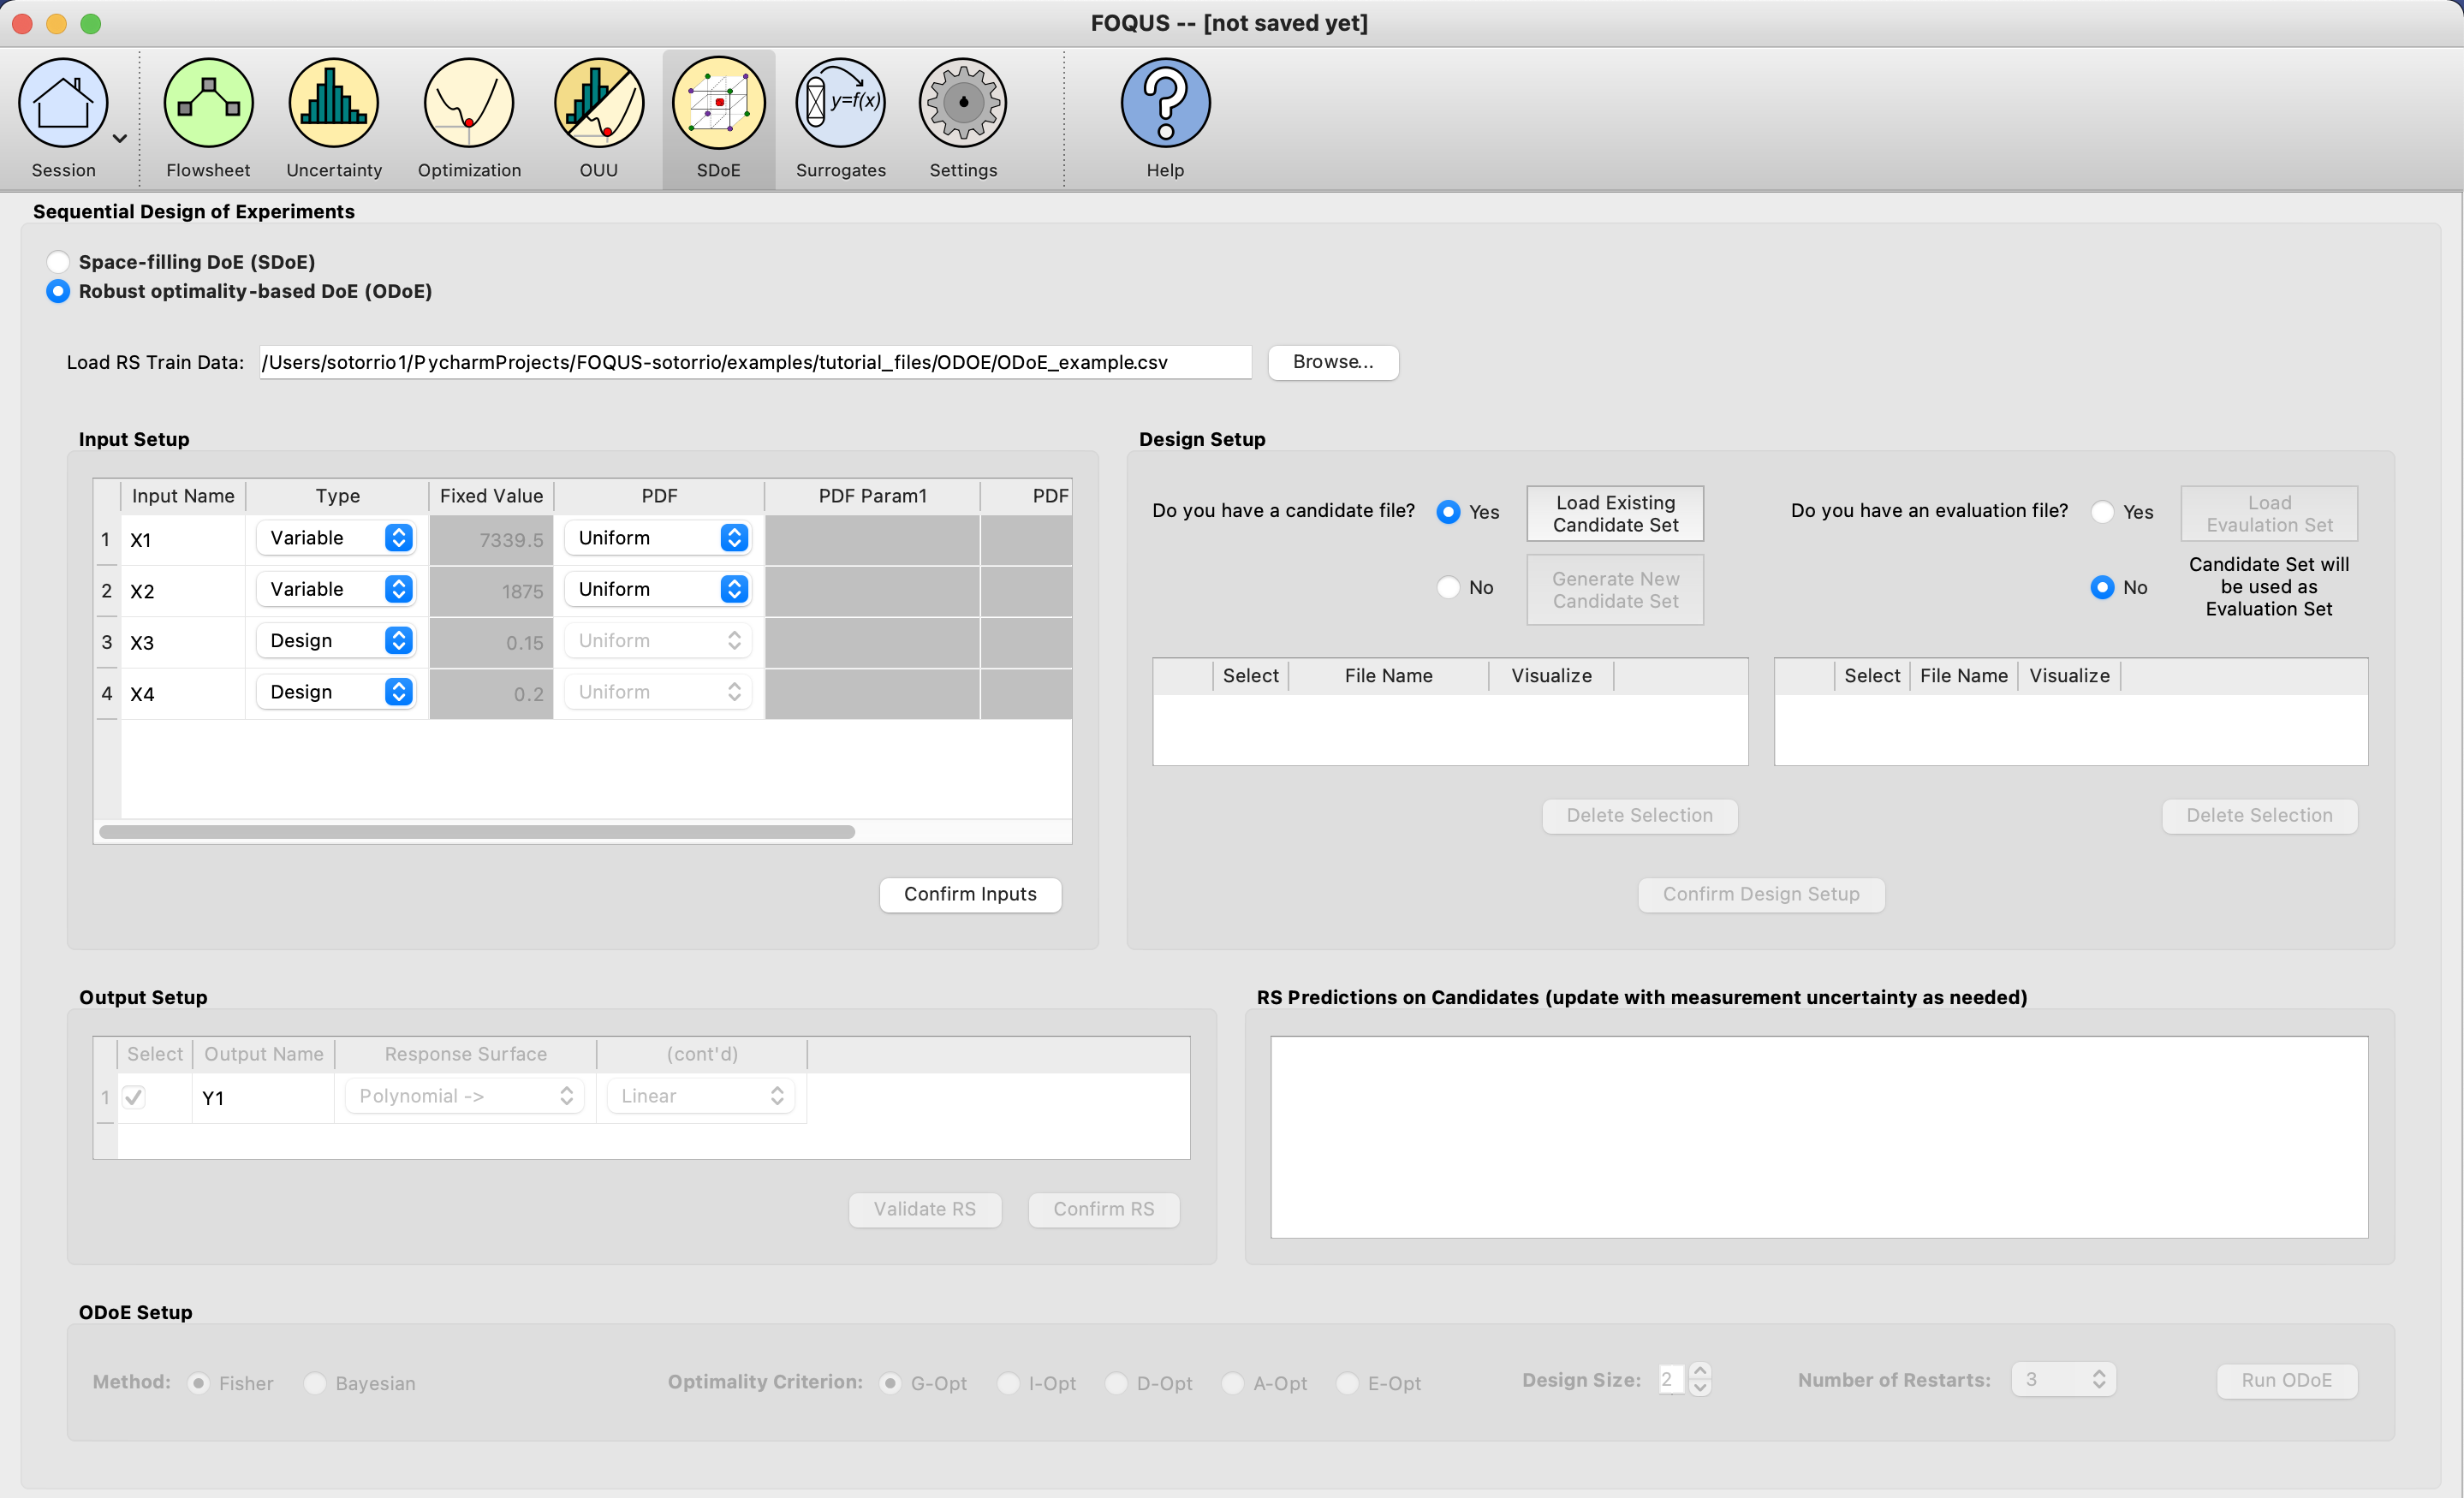 FOQUS -- [not saved yet]
Session
Flowsheet
Uncertainty
Optimization
OUU
SDoE
y=f(x)
Surrogates
Settings
Help
Sequential Design of Experiments
Space-filling DoE (SDoE)
Robust optimality-based DoE (ODoE)
Load RS Train Data: /Users/sotorrio1/PycharmProjects/FOQUS-sotorrio/examples/tutorial_files/ODOE/ODoE_example.csv Browse...
Input Setup
Input Name Type Fixed Value PDF PDF Param1 PDF
1 X1 Variable 7339.5 Uniform
2 X2 Variable 1875 Uniform
3 X3 Design 0.15 Uniform
4 X4 Design 0.2 Uniform
Confirm Inputs
Design Setup
Do you have a candidate file? Yes
Load Existing
Candidate Set
No
Generate New
Candidate Set
Do you have an evaluation file? Yes
Load
Evaulation Set
No
Candidate Set will
be used as
Evaluation Set
Select File Name Visualize
Select File Name Visualize
Delete Selection
Delete Selection
Confirm Design Setup
Output Setup
Select Output Name Response Surface (cont'd)
1 Y1 Polynomial -> Linear
Validate RS Confirm RS
RS Predictions on Candidates (update with measurement uncertainty as needed)
ODoE Setup
Method: Fisher Bayesian Optimality Criterion: G-Opt I-Opt D-Opt A-Opt E-Opt Design Size: 2 Number of Restarts: 3 Run ODoE